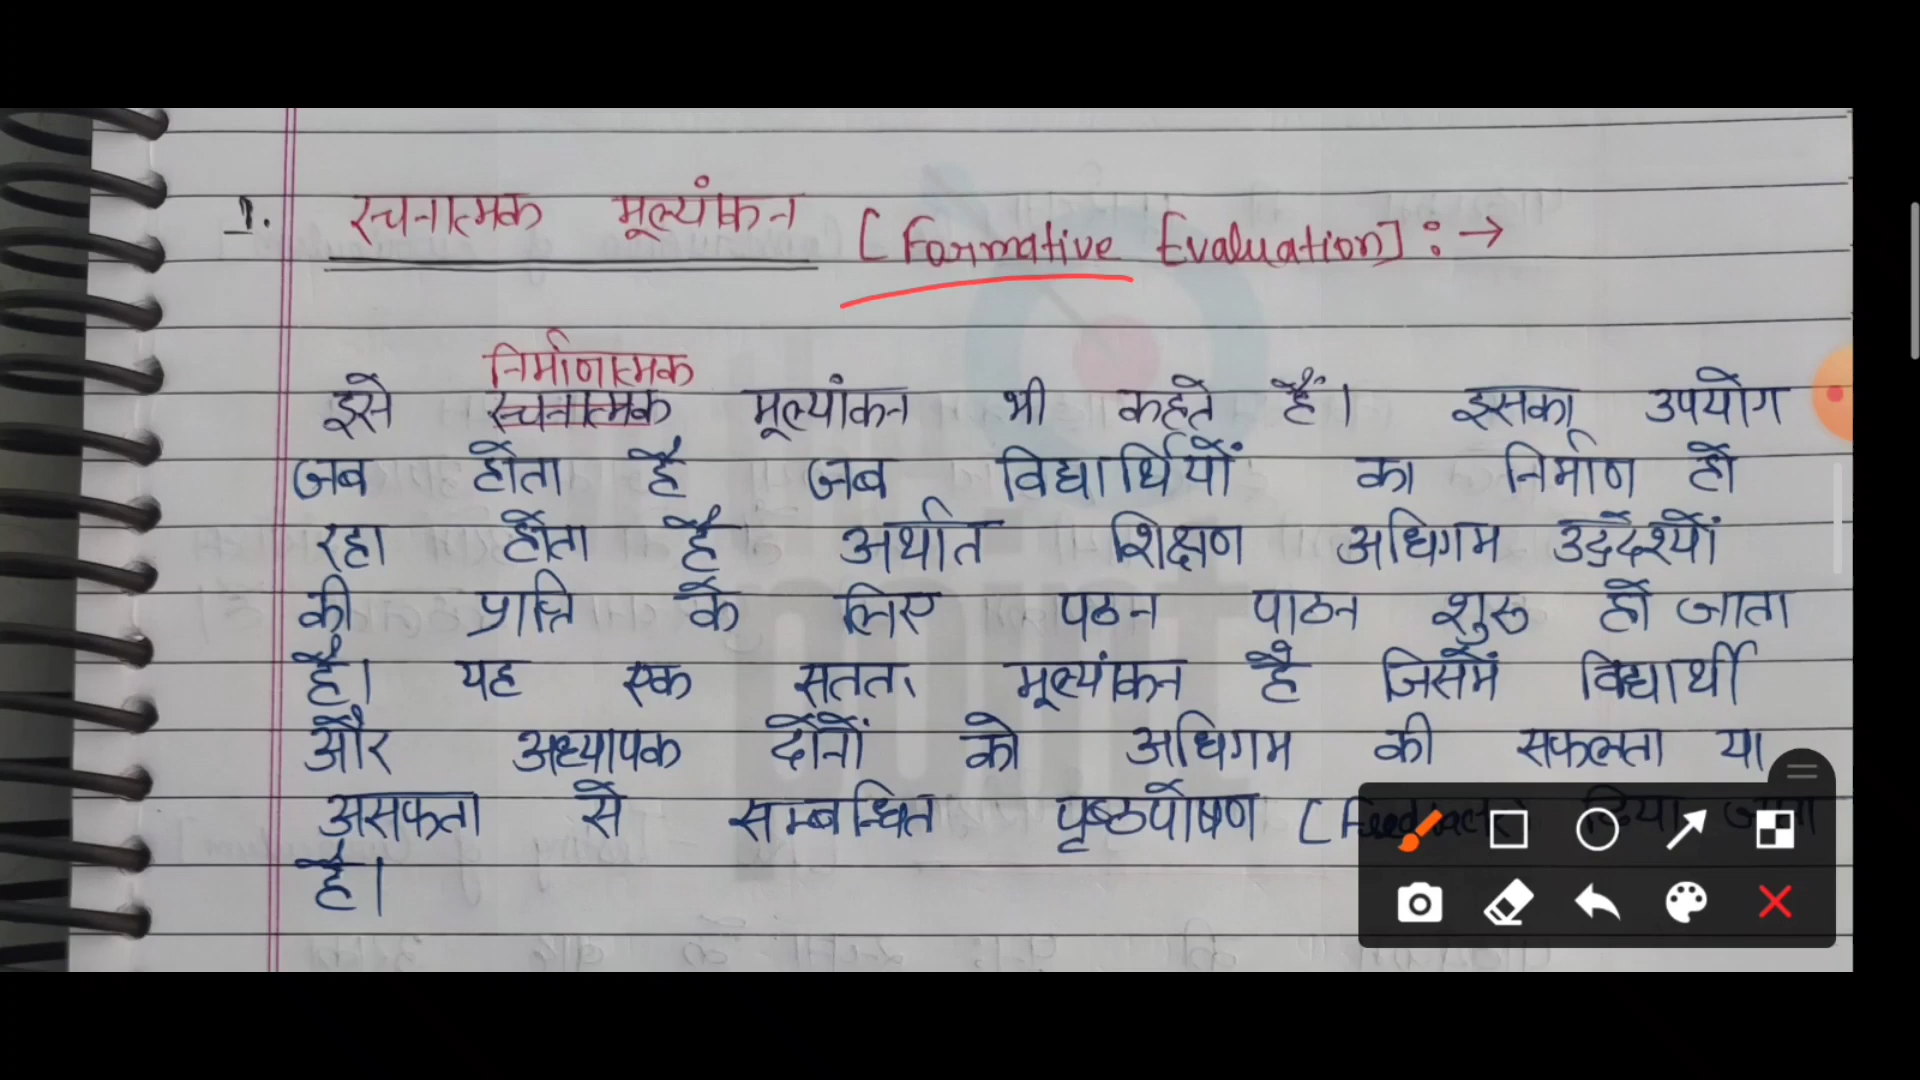 1. रचनात्मक मूल्यांकन [Formative Evaluation] : →
निर्माणात्मक
इसे रचनात्मक मूल्यांकन भी कहते हैं। इसका उपयोग
जब होता है जब विद्यार्थियों का निर्माण हो
रहा होता है अर्थात शिक्षण अधिगम उद्देश्यों
की प्राप्ति के लिए पठन पाठन शुरू हो जाता
है। यह एक सतत मूल्यांकन है जिसमें विद्यार्थी
और अध्यापक दोनों को अधिगम की सफलता या
असफता से सम्बन्धित पृष्ठपोषण [Feedback दिया जाता
है।